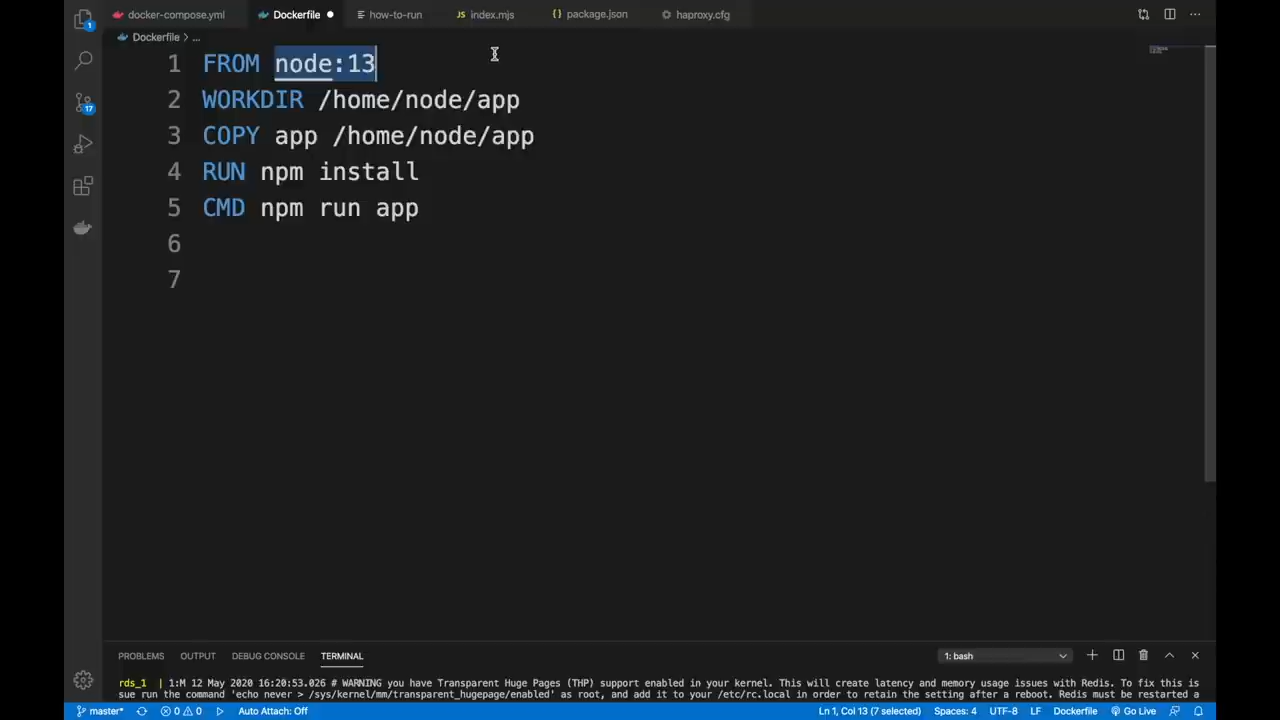 docker-compose.yml Dockerfile how-to-run JS index.mjs {} package.json haproxy.cfg
Dockerfile > ...
1 FROM node:13
2 WORKDIR /home/node/app
3 COPY app /home/node/app
4 RUN npm install
5 CMD npm run app
6
7
1
17
PROBLEMS OUTPUT DEBUG CONSOLE TERMINAL 1: bash
rds_1 | 1:M 12 May 2020 16:20:53.026 # WARNING you have Transparent Huge Pages (THP) support enabled in your kernel. This will create latency and memory usage issues with Redis. To fix this is
sue run the command 'echo never > /sys/kernel/mm/transparent_hugepage/enabled' as root, and add it to your /etc/rc.local in order to retain the setting after a reboot. Redis must be restarted a
master* 0 0 Auto Attach: Off Ln 1, Col 13 (7 selected) Spaces: 4 UTF-8 LF Dockerfile Go Live